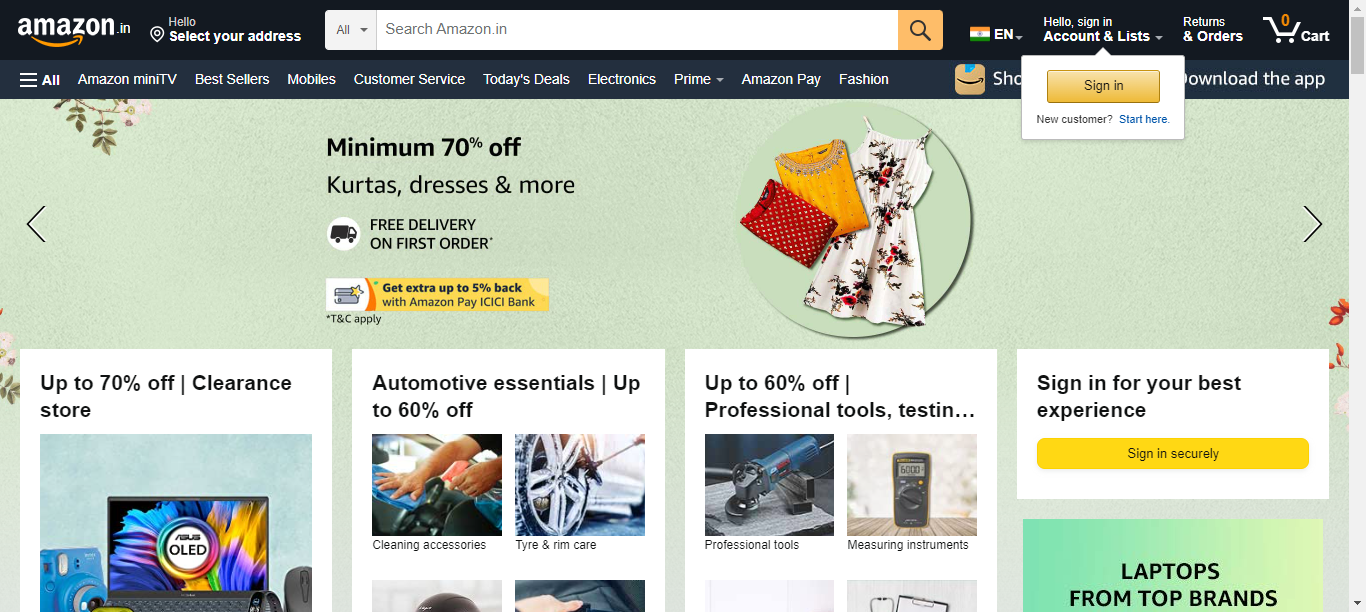 amazon.in
Hello
Select your address
All
Search Amazon.in
EN
Hello, sign in
Account & Lists
Returns
& Orders
0
Cart
All
Amazon miniTV
Best Sellers
Mobiles
Customer Service
Today's Deals
Electronics
Prime
Amazon Pay
Fashion
Sho
Download the app
Sign in
New customer? Start here.
Minimum 70% off
Kurtas, dresses & more
FREE DELIVERY
ON FIRST ORDER*
Get extra up to 5% back
with Amazon Pay ICICI Bank
*T&C apply
Up to 70% off | Clearance
store
ASUS
OLED
Automotive essentials | Up
to 60% off
Cleaning accessories
Tyre & rim care
Up to 60% off |
Professional tools, testin…
6000
Professional tools
Measuring instruments
Sign in for your best
experience
Sign in securely
LAPTOPS
FROM TOP BRANDS